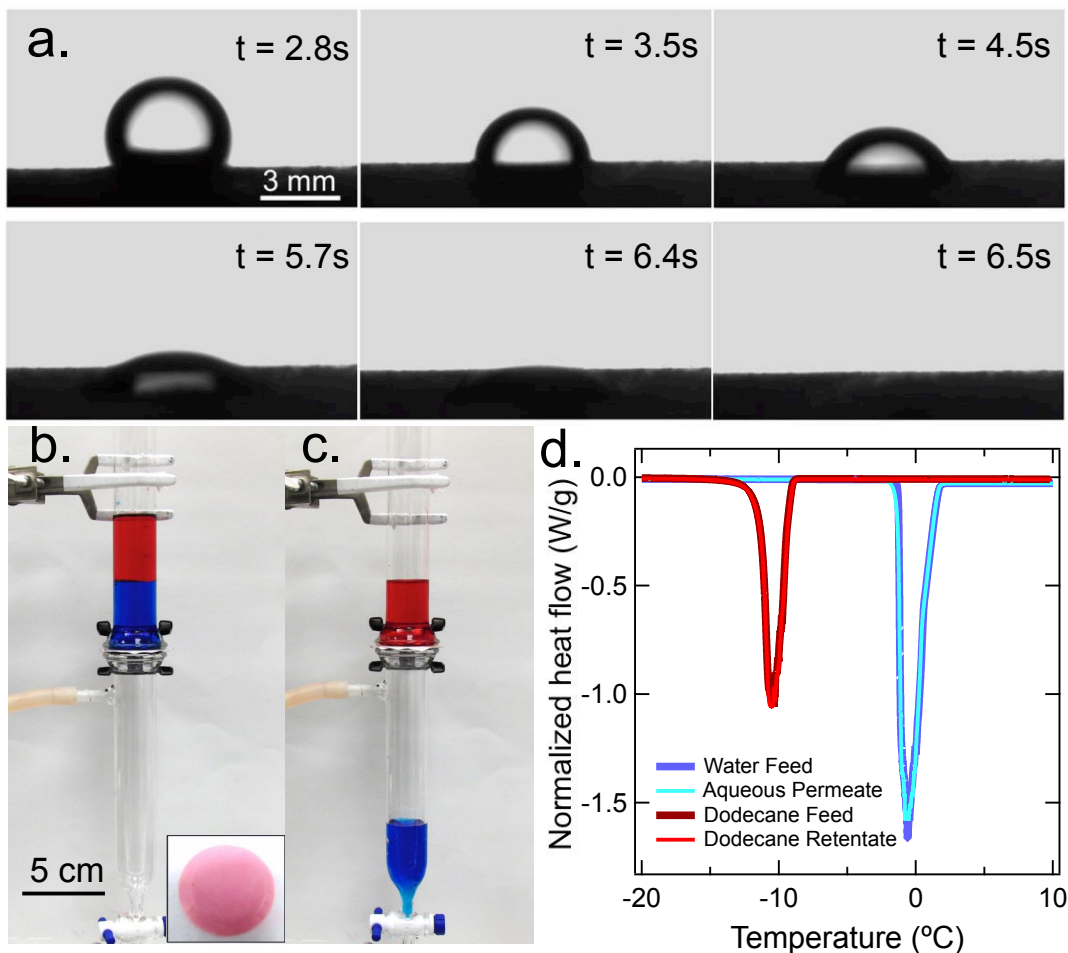 a.
t = 2.8s
t = 3.5s
t = 4.5s
3 mm
t = 5.7s
t = 6.4s
t = 6.5s
b.
c.
5 cm
d.
0.0
-0.5
-1.0
-1.5
Normalized heat flow (W/g)
Water Feed
Aqueous Permeate
Dodecane Feed
Dodecane Retentate
-20 -10 0 10
Temperature (ºC)